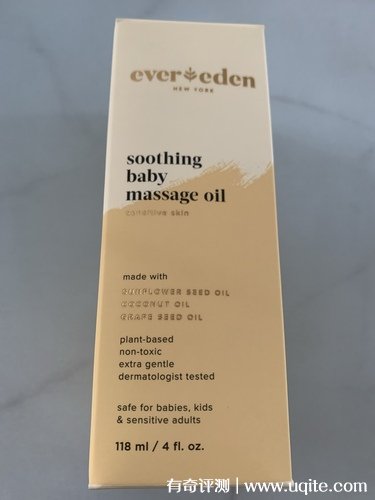 ever eden
NEW YORK
soothing
baby
massage oil
sensitive skin
made with
SUNFLOWER SEED OIL
COCONUT OIL
GRAPE SEED OIL
plant-based
non-toxic
extra gentle
dermatologist tested
safe for babies, kids
& sensitive adults
118 ml / 4 fl. oz.
有奇评测 | www.uqite.com